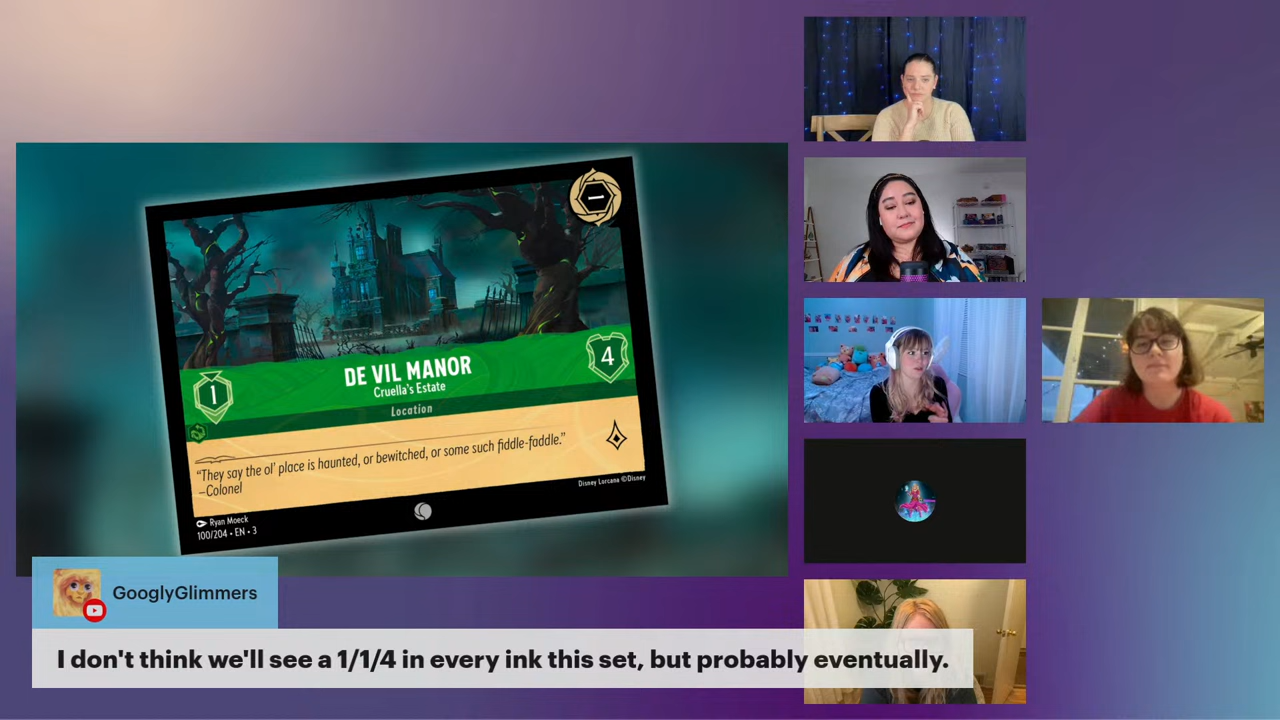 1
DE VIL MANOR
Cruella's Estate
Location
1
4
“They say the ol’ place is haunted, or bewitched, or some such fiddle-faddle.”
–Colonel
Disney Lorcana ©Disney
Ryan Moeck
100/204 • EN • 3
GooglyGlimmers
I don't think we'll see a 1/1/4 in every ink this set, but probably eventually.